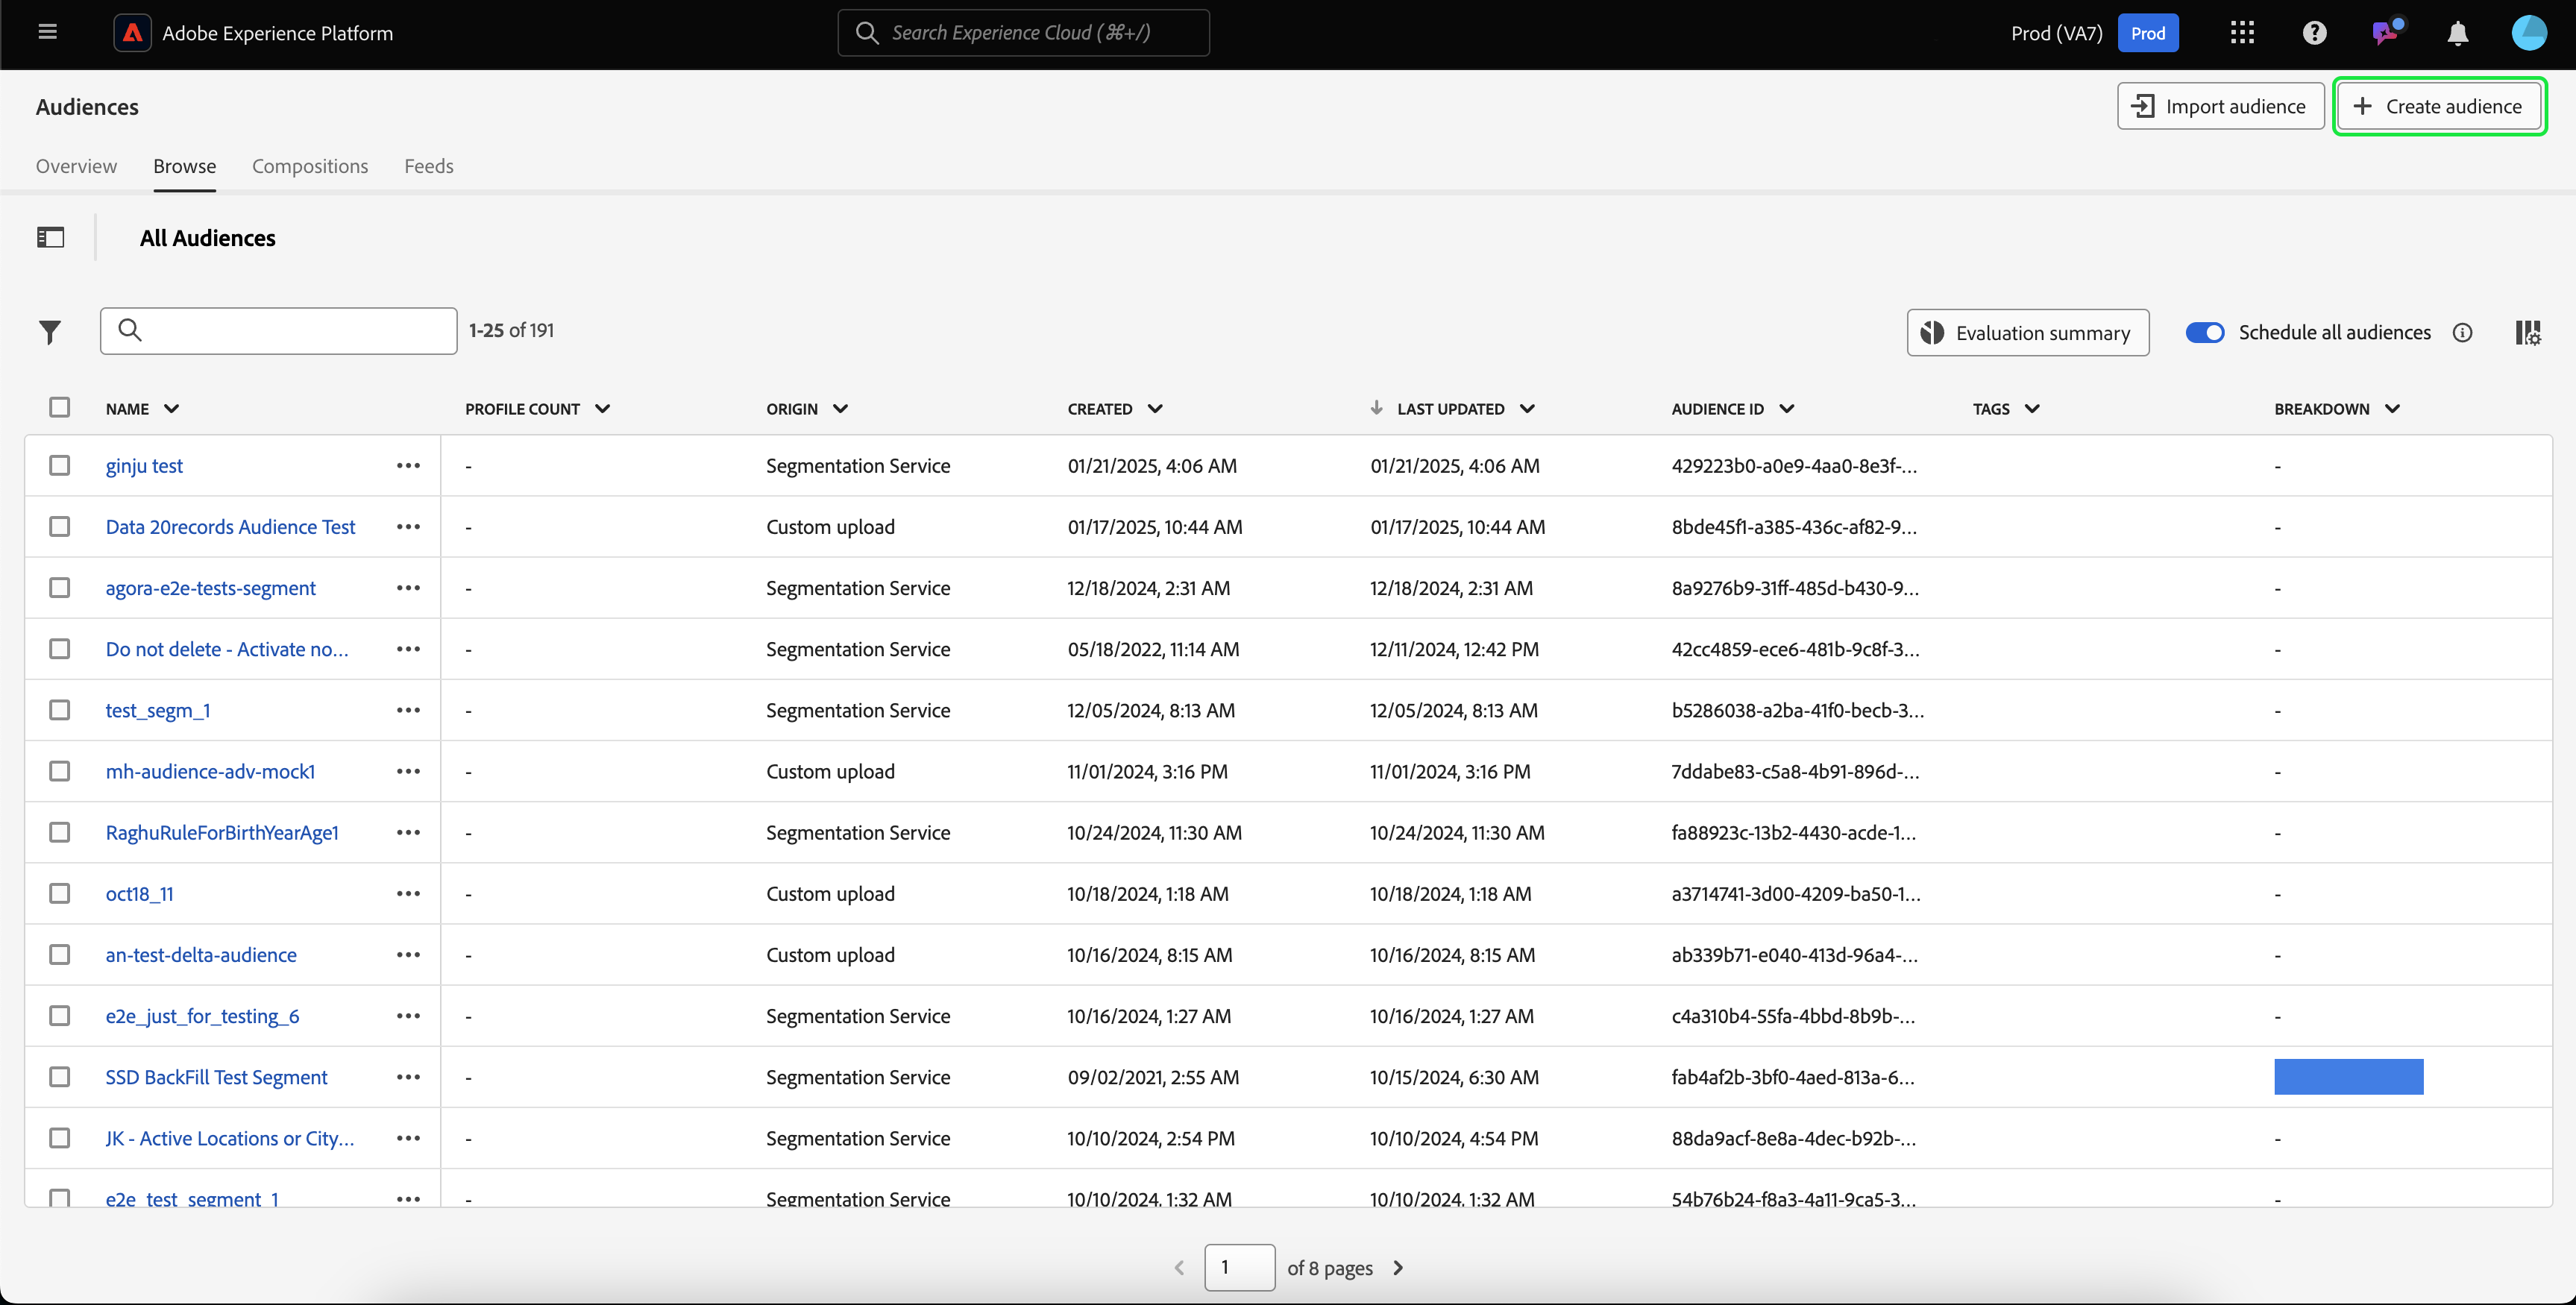 Adobe Experience Platform
Search Experience Cloud (⌘+/)
Prod (VA7) Prod
Audiences
Import audience
Create audience
Overview Browse Compositions Feeds
All Audiences
1-25 of 191
Evaluation summary
Schedule all audiences
NAME PROFILE COUNT ORIGIN CREATED LAST UPDATED AUDIENCE ID TAGS BREAKDOWN
ginju test - Segmentation Service 01/21/2025, 4:06 AM 01/21/2025, 4:06 AM 429223b0-a0e9-4aa0-8e3f-... -
Data 20records Audience Test - Custom upload 01/17/2025, 10:44 AM 01/17/2025, 10:44 AM 8bde45f1-a385-436c-af82-9... -
agora-e2e-tests-segment - Segmentation Service 12/18/2024, 2:31 AM 12/18/2024, 2:31 AM 8a9276b9-31ff-485d-b430-9... -
Do not delete - Activate no... - Segmentation Service 05/18/2022, 11:14 AM 12/11/2024, 12:42 PM 42cc4859-ece6-481b-9c8f-3... -
test_segm_1 - Segmentation Service 12/05/2024, 8:13 AM 12/05/2024, 8:13 AM b5286038-a2ba-41f0-becb-3... -
mh-audience-adv-mock1 - Custom upload 11/01/2024, 3:16 PM 11/01/2024, 3:16 PM 7ddabe83-c5a8-4b91-896d-... -
RaghuRuleForBirthYearAge1 - Segmentation Service 10/24/2024, 11:30 AM 10/24/2024, 11:30 AM fa88923c-13b2-4430-acde-1... -
oct18_11 - Custom upload 10/18/2024, 1:18 AM 10/18/2024, 1:18 AM a3714741-3d00-4209-ba50-1... -
an-test-delta-audience - Custom upload 10/16/2024, 8:15 AM 10/16/2024, 8:15 AM ab339b71-e040-413d-96a4-... -
e2e_just_for_testing_6 - Segmentation Service 10/16/2024, 1:27 AM 10/16/2024, 1:27 AM c4a310b4-55fa-4bbd-8b9b-... -
SSD BackFill Test Segment - Segmentation Service 09/02/2021, 2:55 AM 10/15/2024, 6:30 AM fab4af2b-3bf0-4aed-813a-6...
JK - Active Locations or City... - Segmentation Service 10/10/2024, 2:54 PM 10/10/2024, 4:54 PM 88da9acf-8e8a-4dec-b92b-... -
e2e_test_segment_1 - Segmentation Service 10/10/2024, 1:32 AM 10/10/2024, 1:32 AM 54b76b24-f8a3-4a11-9ca5-3... -
1 of 8 pages